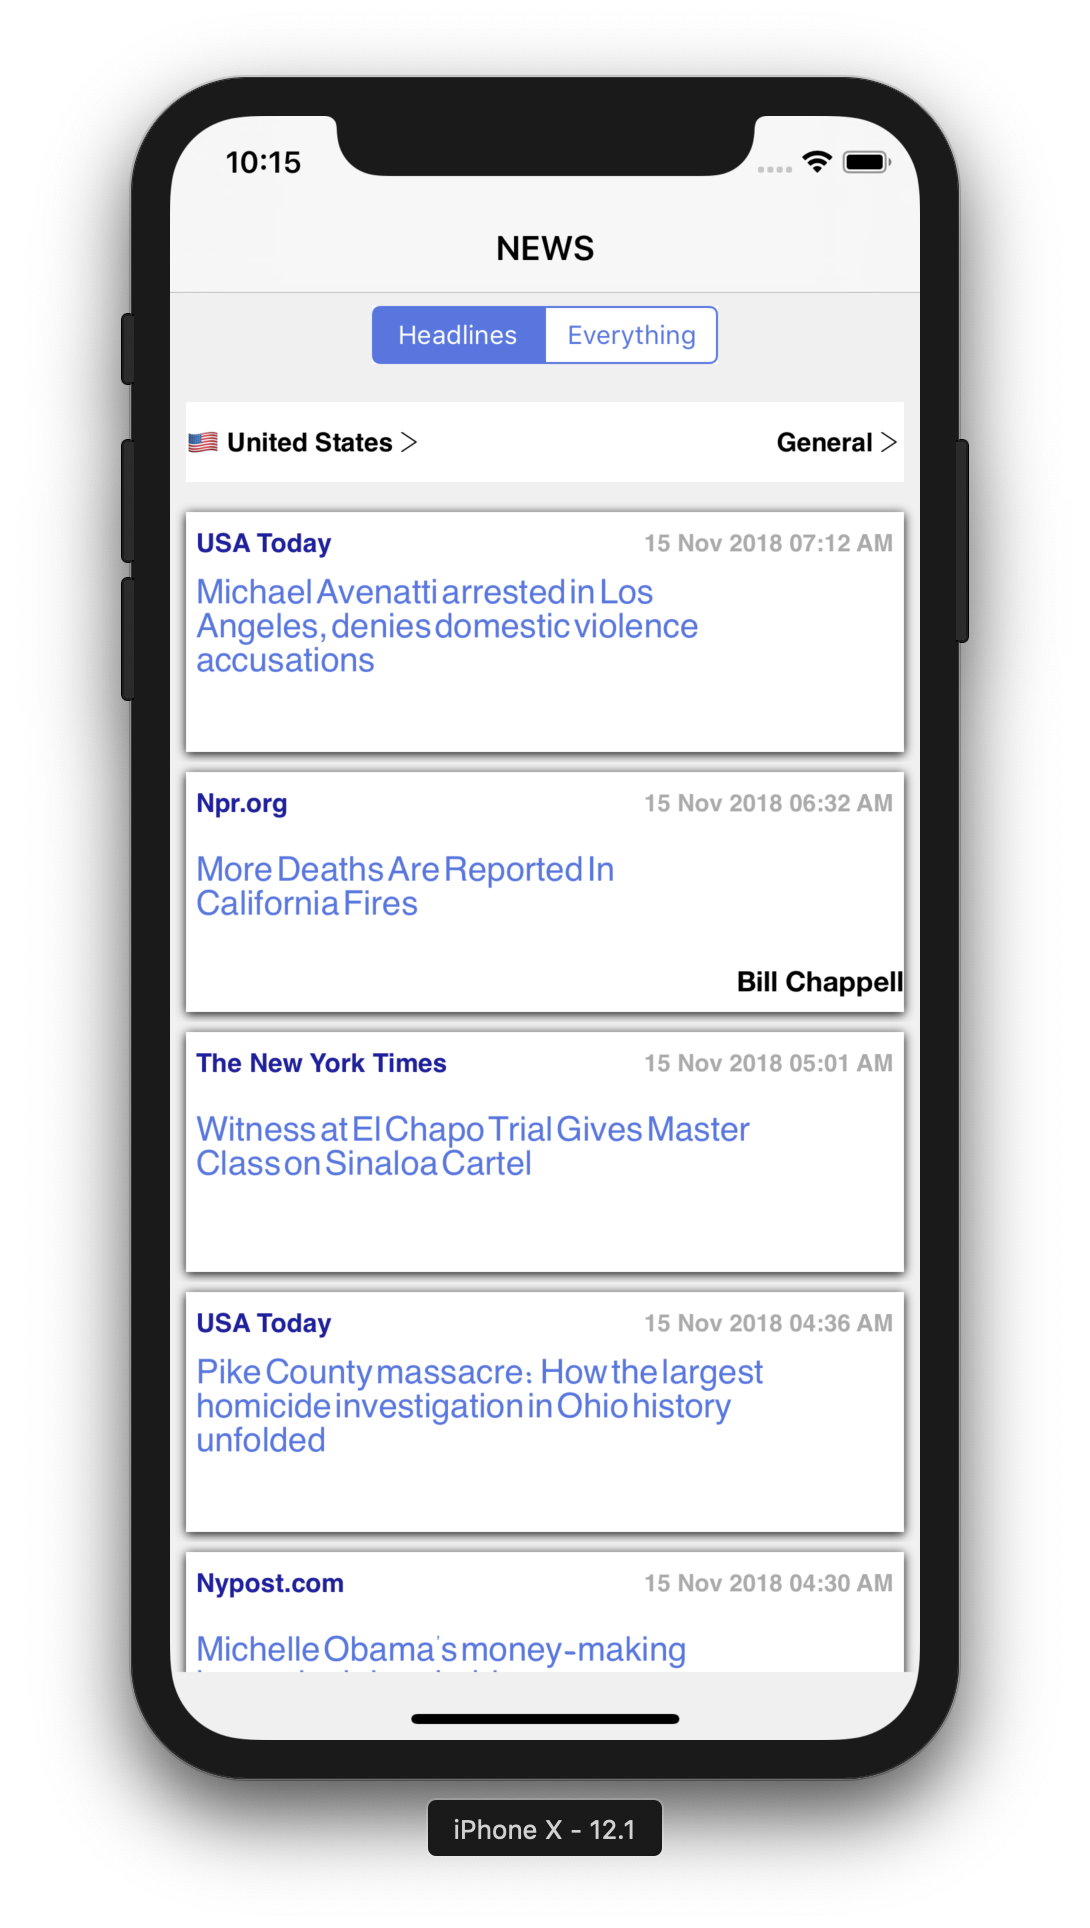 10:15
NEWS
Headlines Everything
United States > General >
USA Today 15 Nov 2018 07:12 AM
Michael Avenatti arrested in Los
Angeles, denies domestic violence
accusations
Npr.org 15 Nov 2018 06:32 AM
More Deaths Are Reported In
California Fires
Bill Chappell
The New York Times 15 Nov 2018 05:01 AM
Witness at El Chapo Trial Gives Master
Class on Sinaloa Cartel
USA Today 15 Nov 2018 04:36 AM
Pike County massacre: How the largest
homicide investigation in Ohio history
unfolded
Nypost.com 15 Nov 2018 04:30 AM
Michelle Obama's money-making
iPhone X - 12.1